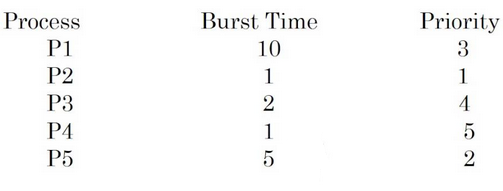 Process Burst Time Priority
P1 10 3
P2 1 1
P3 2 4
P4 1 5
P5 5 2